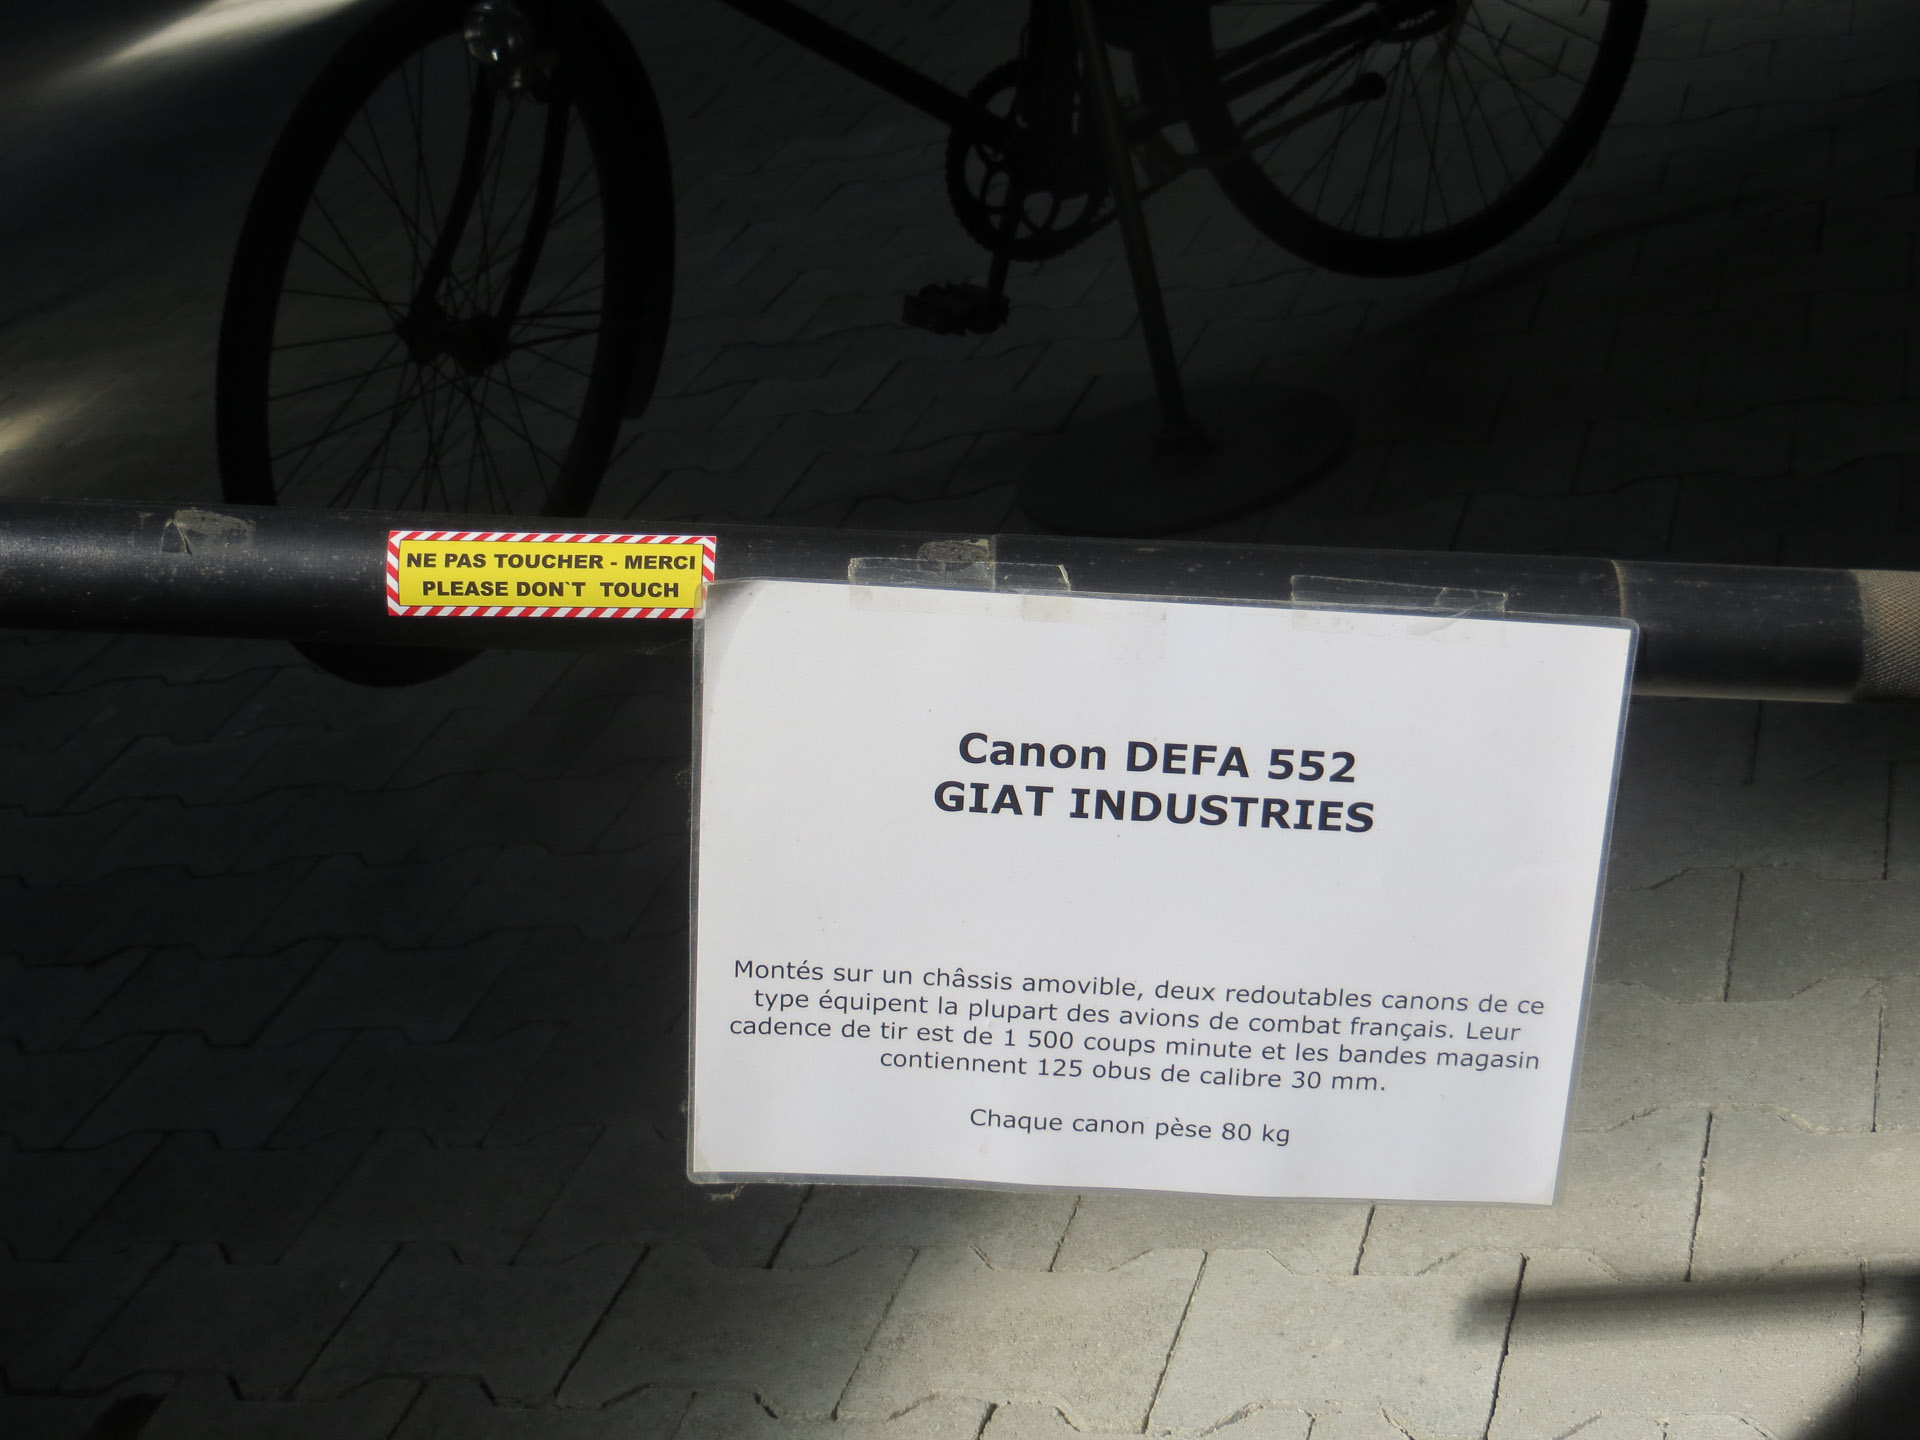 NE PAS TOUCHER - MERCI
PLEASE DON`T TOUCH
Canon DEFA 552
GIAT INDUSTRIES
Montés sur un châssis amovible, deux redoutables canons de ce
type équipent la plupart des avions de combat français. Leur
cadence de tir est de 1 500 coups minute et les bandes magasin
contiennent 125 obus de calibre 30 mm.
Chaque canon pèse 80 kg